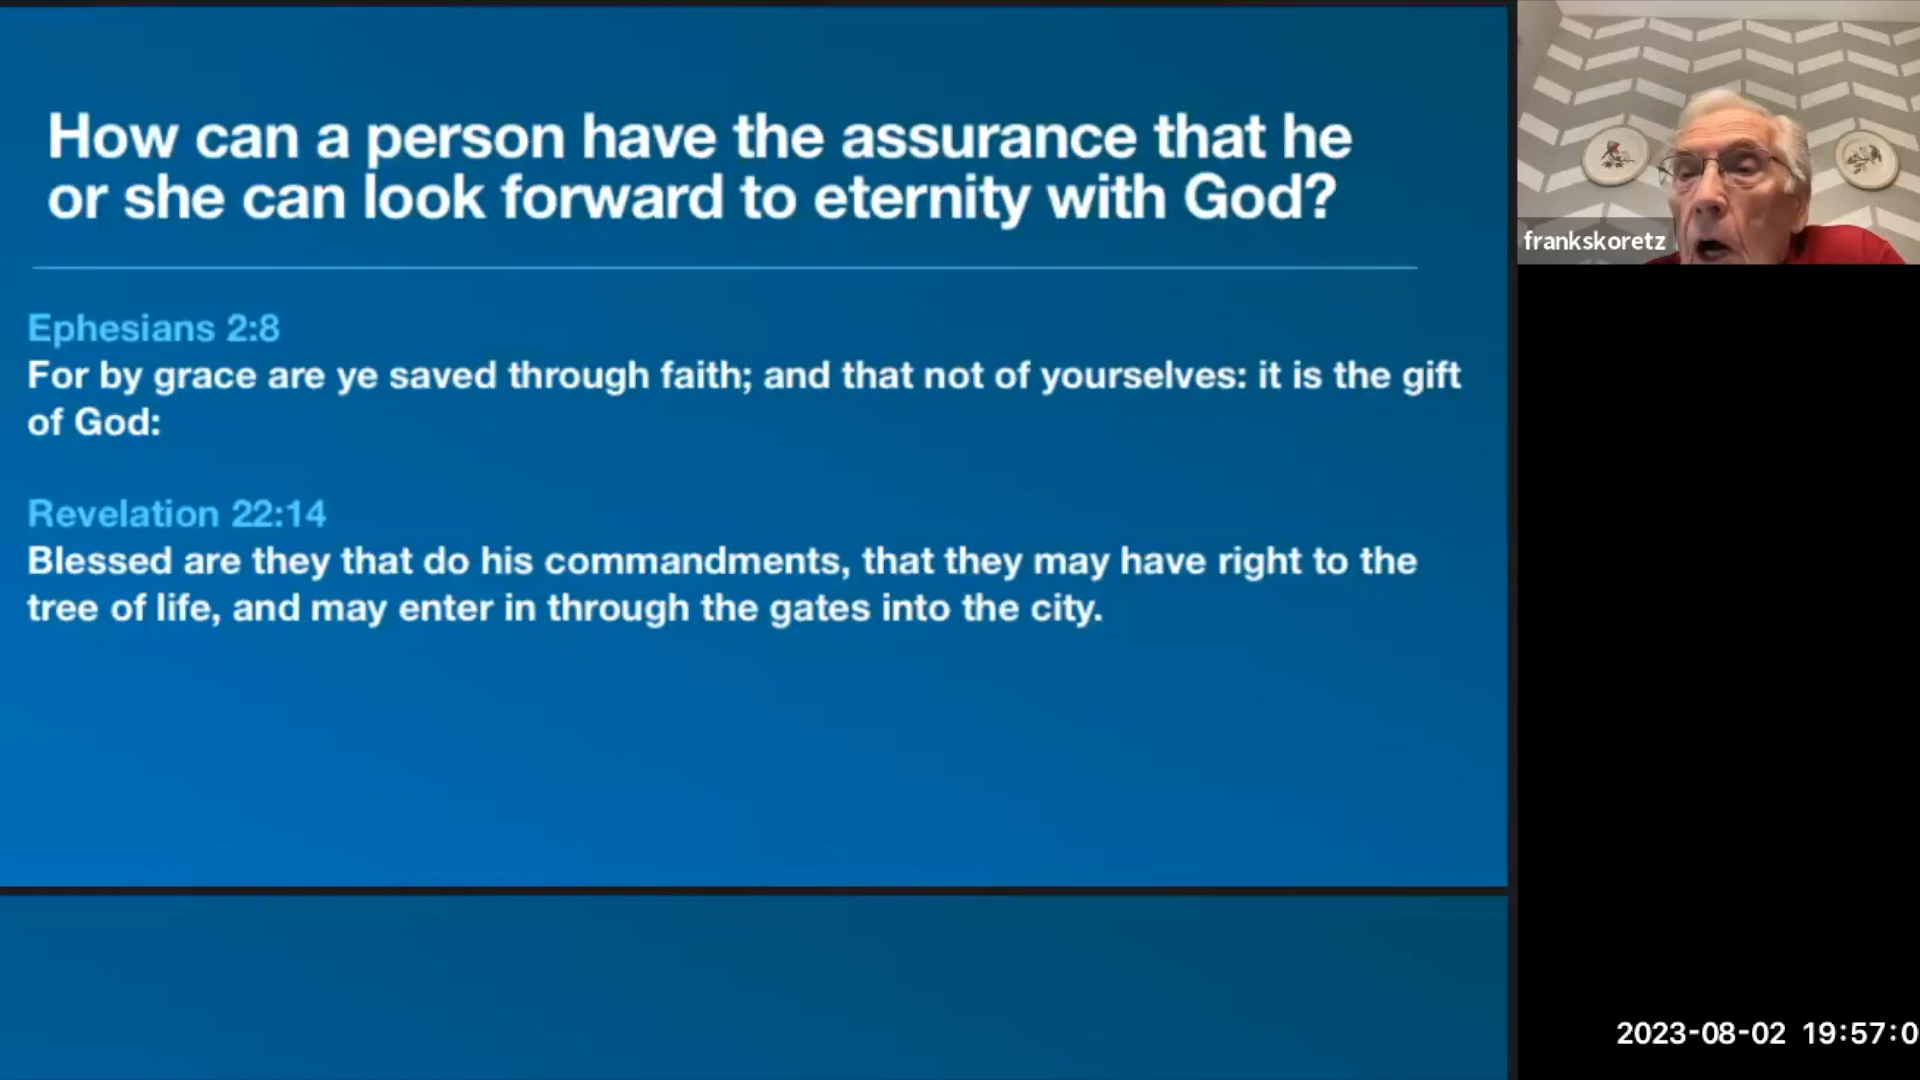 How can a person have the assurance that he
or she can look forward to eternity with God?
Ephesians 2:8
For by grace are ye saved through faith; and that not of yourselves: it is the gift
of God:
Revelation 22:14
Blessed are they that do his commandments, that they may have right to the
tree of life, and may enter in through the gates into the city.
frankskoretz
2023-08-02 19:57:0